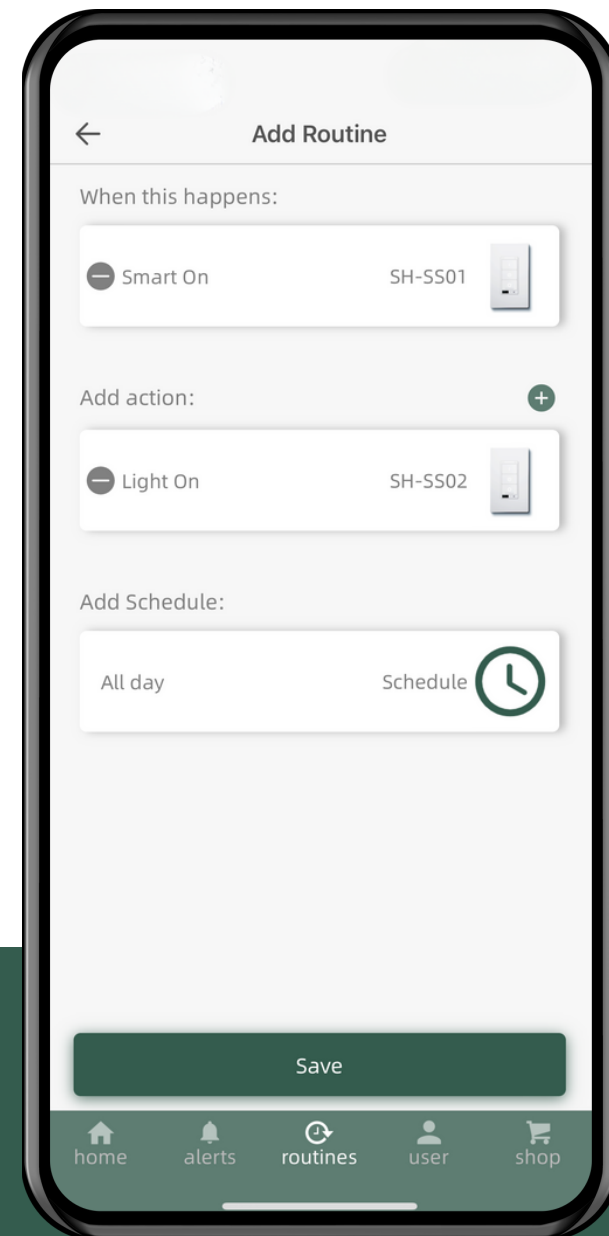 Add Routine
When this happens:
Smart On SH-SS01
Add action:
Light On SH-SS02
Add Schedule:
All day Schedule
Save
home alerts routines user shop